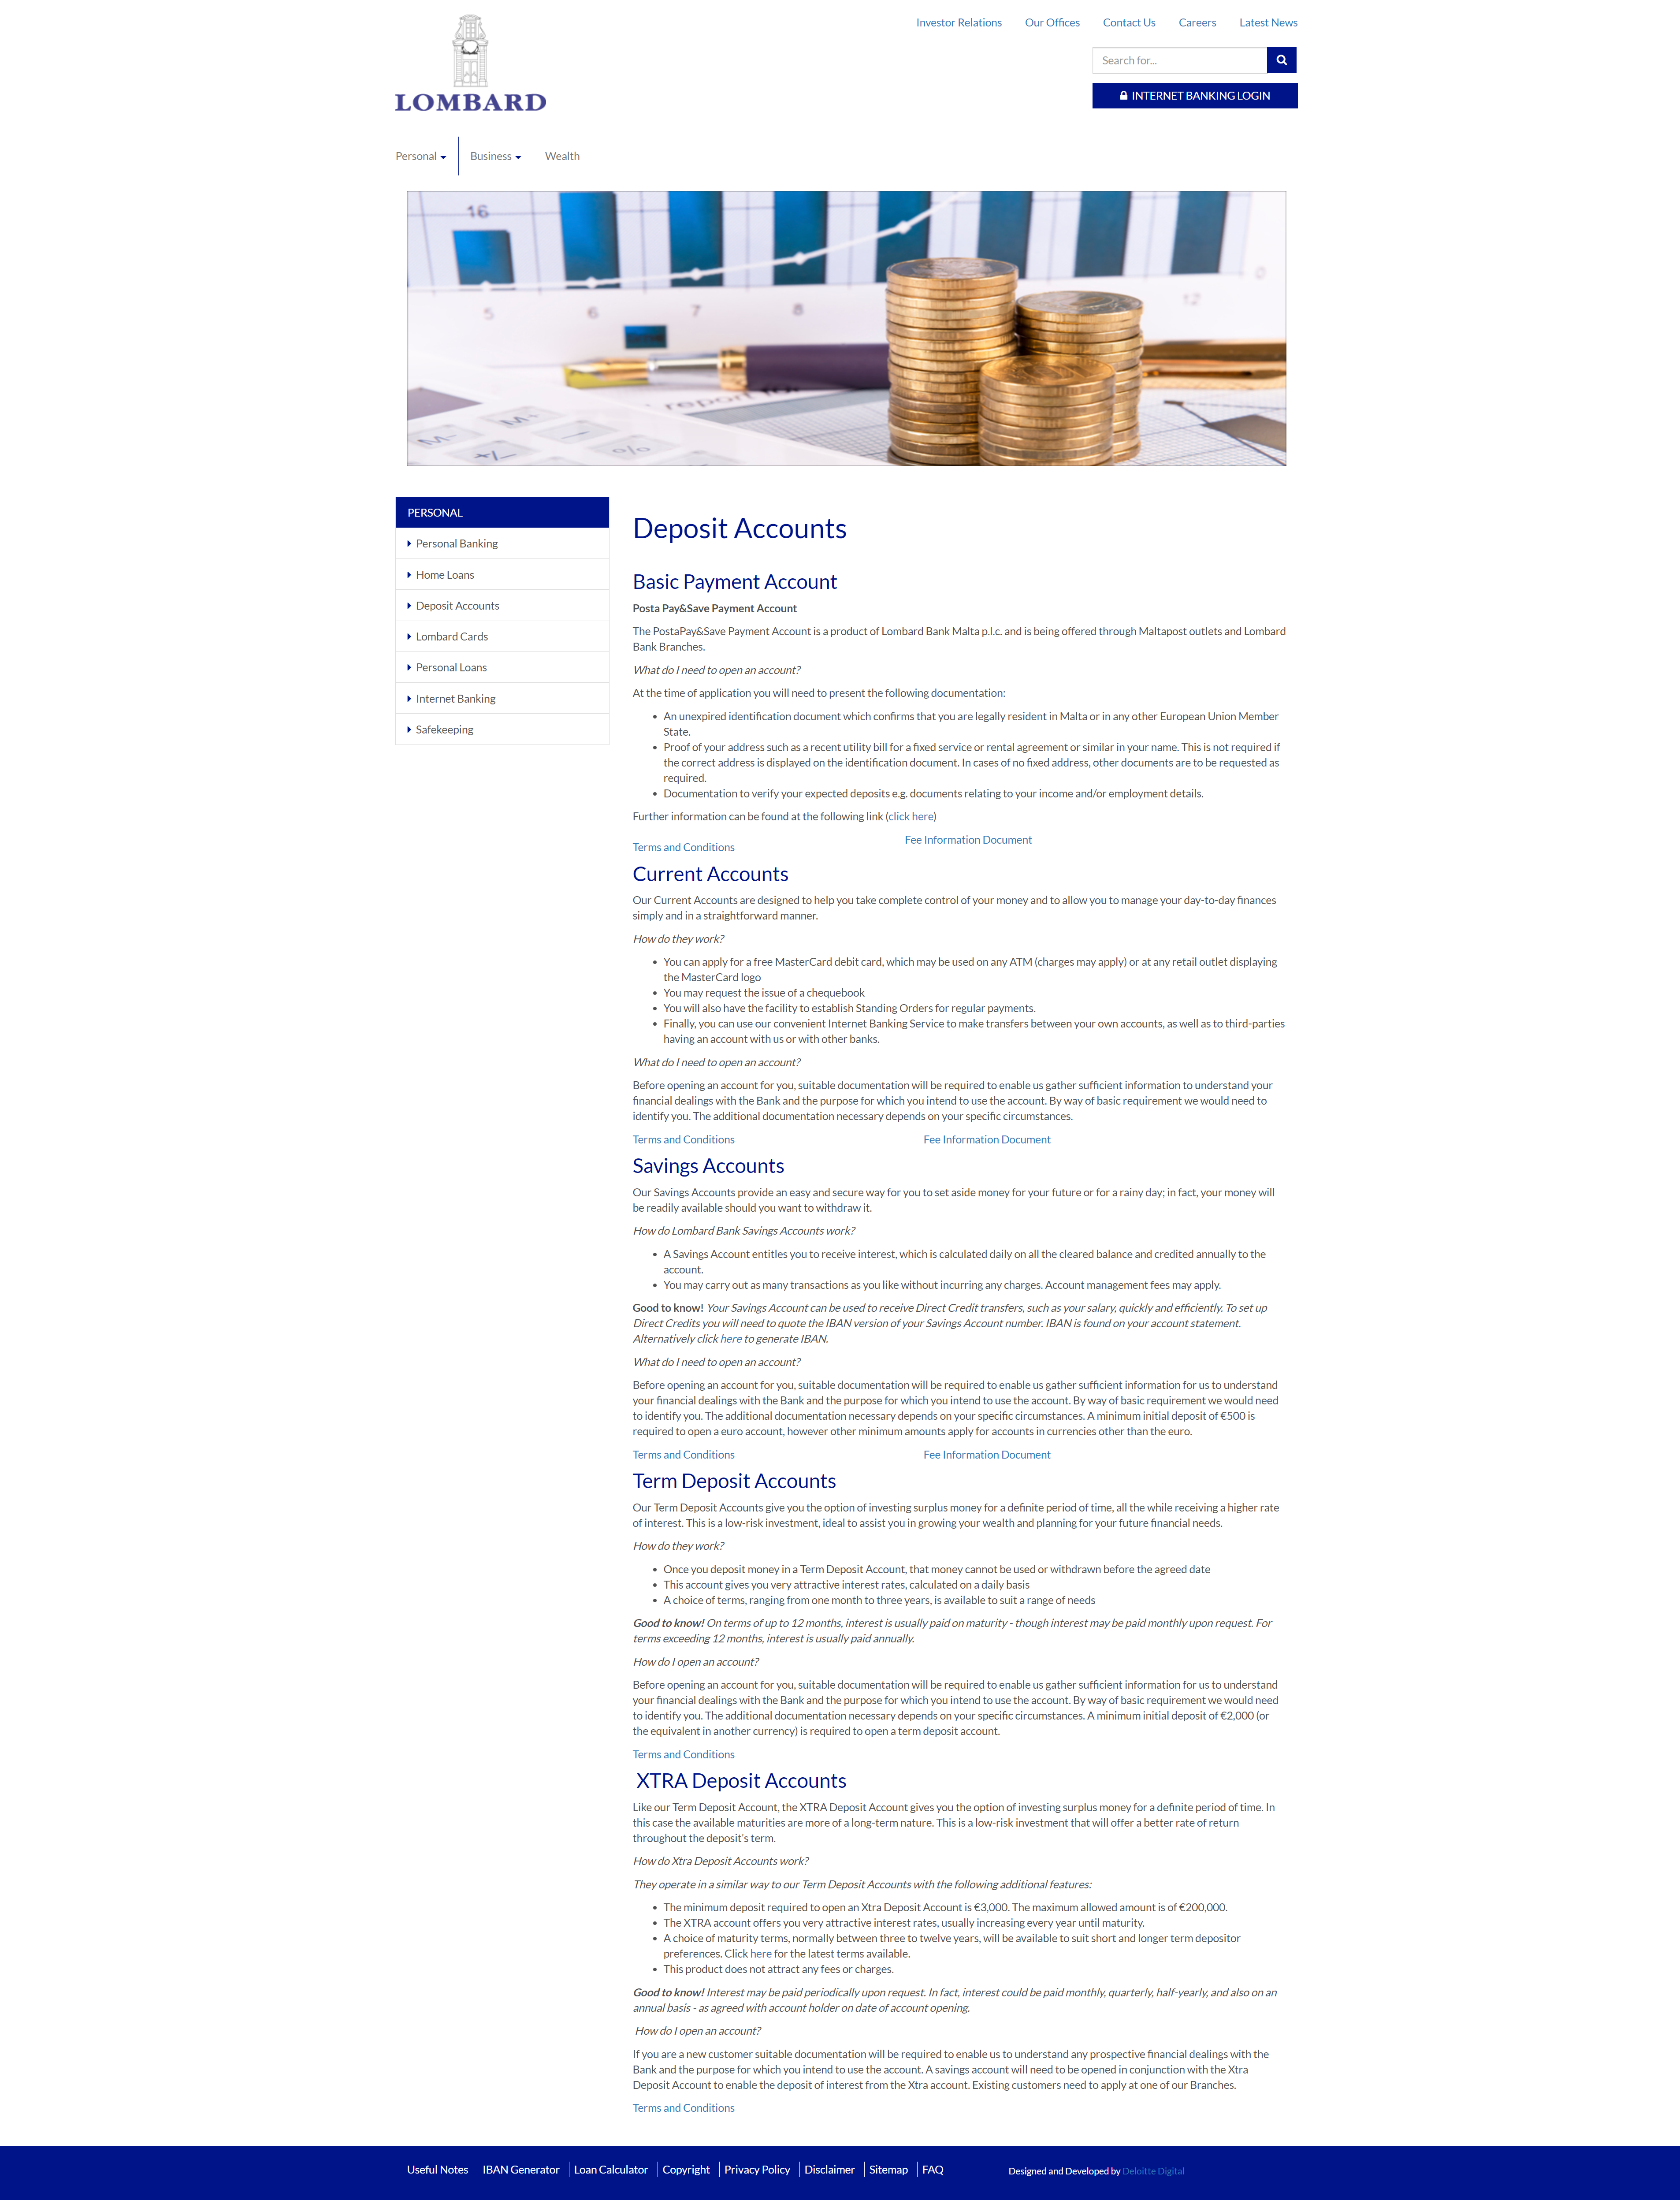 Investor Relations Our Offices Contact Us Careers Latest News
LOMBARD
Search for...
INTERNET BANKING LOGIN
Personal Business Wealth
16
5 6 7 8 12 0
report for
M- M+ +/-
PERSONAL
Personal Banking
Home Loans
Deposit Accounts
Lombard Cards
Personal Loans
Internet Banking
Safekeeping
Deposit Accounts
Basic Payment Account
Posta Pay&Save Payment Account
The PostaPay&Save Payment Account is a product of Lombard Bank Malta p.l.c. and is being offered through Maltapost outlets and Lombard
Bank Branches.
What do I need to open an account?
At the time of application you will need to present the following documentation:
• An unexpired identification document which confirms that you are legally resident in Malta or in any other European Union Member
State.
• Proof of your address such as a recent utility bill for a fixed service or rental agreement or similar in your name. This is not required if
the correct address is displayed on the identification document. In cases of no fixed address, other documents are to be requested as
required.
• Documentation to verify your expected deposits e.g. documents relating to your income and/or employment details.
Further information can be found at the following link (click here)
Terms and Conditions Fee Information Document
Current Accounts
Our Current Accounts are designed to help you take complete control of your money and to allow you to manage your day-to-day finances
simply and in a straightforward manner.
How do they work?
• You can apply for a free MasterCard debit card, which may be used on any ATM (charges may apply) or at any retail outlet displaying
the MasterCard logo
• You may request the issue of a chequebook
• You will also have the facility to establish Standing Orders for regular payments.
• Finally, you can use our convenient Internet Banking Service to make transfers between your own accounts, as well as to third-parties
having an account with us or with other banks.
What do I need to open an account?
Before opening an account for you, suitable documentation will be required to enable us gather sufficient information to understand your
financial dealings with the Bank and the purpose for which you intend to use the account. By way of basic requirement we would need to
identify you. The additional documentation necessary depends on your specific circumstances.
Terms and Conditions Fee Information Document
Savings Accounts
Our Savings Accounts provide an easy and secure way for you to set aside money for your future or for a rainy day; in fact, your money will
be readily available should you want to withdraw it.
How do Lombard Bank Savings Accounts work?
• A Savings Account entitles you to receive interest, which is calculated daily on all the cleared balance and credited annually to the
account.
• You may carry out as many transactions as you like without incurring any charges. Account management fees may apply.
Good to know! Your Savings Account can be used to receive Direct Credit transfers, such as your salary, quickly and efficiently. To set up
Direct Credits you will need to quote the IBAN version of your Savings Account number. IBAN is found on your account statement.
Alternatively click here to generate IBAN.
What do I need to open an account?
Before opening an account for you, suitable documentation will be required to enable us gather sufficient information for us to understand
your financial dealings with the Bank and the purpose for which you intend to use the account. By way of basic requirement we would need
to identify you. The additional documentation necessary depends on your specific circumstances. A minimum initial deposit of €500 is
required to open a euro account, however other minimum amounts apply for accounts in currencies other than the euro.
Terms and Conditions Fee Information Document
Term Deposit Accounts
Our Term Deposit Accounts give you the option of investing surplus money for a definite period of time, all the while receiving a higher rate
of interest. This is a low-risk investment, ideal to assist you in growing your wealth and planning for your future financial needs.
How do they work?
• Once you deposit money in a Term Deposit Account, that money cannot be used or withdrawn before the agreed date
• This account gives you very attractive interest rates, calculated on a daily basis
• A choice of terms, ranging from one month to three years, is available to suit a range of needs
Good to know! On terms of up to 12 months, interest is usually paid on maturity - though interest may be paid monthly upon request. For
terms exceeding 12 months, interest is usually paid annually.
How do I open an account?
Before opening an account for you, suitable documentation will be required to enable us gather sufficient information for us to understand
your financial dealings with the Bank and the purpose for which you intend to use the account. By way of basic requirement we would need
to identify you. The additional documentation necessary depends on your specific circumstances. A minimum initial deposit of €2,000 (or
the equivalent in another currency) is required to open a term deposit account.
Terms and Conditions
XTRA Deposit Accounts
Like our Term Deposit Account, the XTRA Deposit Account gives you the option of investing surplus money for a definite period of time. In
this case the available maturities are more of a long-term nature. This is a low-risk investment that will offer a better rate of return
throughout the deposit's term.
How do Xtra Deposit Accounts work?
They operate in a similar way to our Term Deposit Accounts with the following additional features:
• The minimum deposit required to open an Xtra Deposit Account is €3,000. The maximum allowed amount is of €200,000.
• The XTRA account offers you very attractive interest rates, usually increasing every year until maturity.
• A choice of maturity terms, normally between three to twelve years, will be available to suit short and longer term depositor
preferences. Click here for the latest terms available.
• This product does not attract any fees or charges.
Good to know! Interest may be paid periodically upon request. In fact, interest could be paid monthly, quarterly, half-yearly, and also on an
annual basis - as agreed with account holder on date of account opening.
How do I open an account?
If you are a new customer suitable documentation will be required to enable us to understand any prospective financial dealings with the
Bank and the purpose for which you intend to use the account. A savings account will need to be opened in conjunction with the Xtra
Deposit Account to enable the deposit of interest from the Xtra account. Existing customers need to apply at one of our Branches.
Terms and Conditions
Useful Notes IBAN Generator Loan Calculator Copyright Privacy Policy Disclaimer Sitemap FAQ Designed and Developed by Deloitte Digital